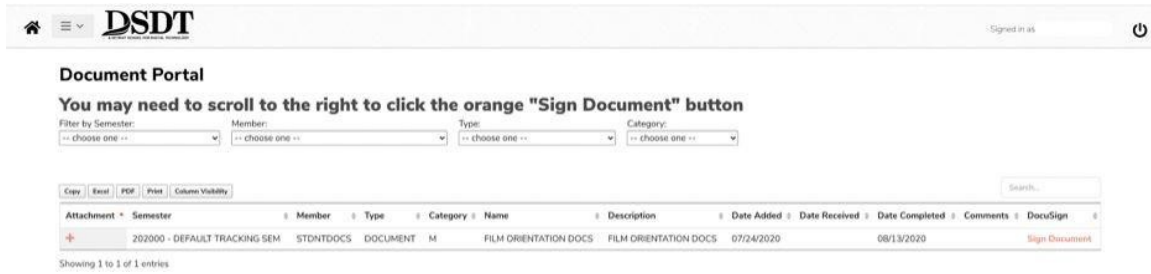 DSDT
Signed in as
Document Portal
You may need to scroll to the right to click the orange "Sign Document" button
Filter by Semester: Member: Type: Category:
-- choose one -- -- choose one -- -- choose one -- -- choose one --
Copy Excel PDF Print Column Visibility Search...
Attachment Semester Member Type Category Name Description Date Added Date Received Date Completed Comments DocuSign
202000 - DEFAULT TRACKING SEM STDNTDOCS DOCUMENT M FILM ORIENTATION DOCS FILM ORIENTATION DOCS 07/24/2020 08/13/2020 Sign Document
Showing 1 to 1 of 1 entries